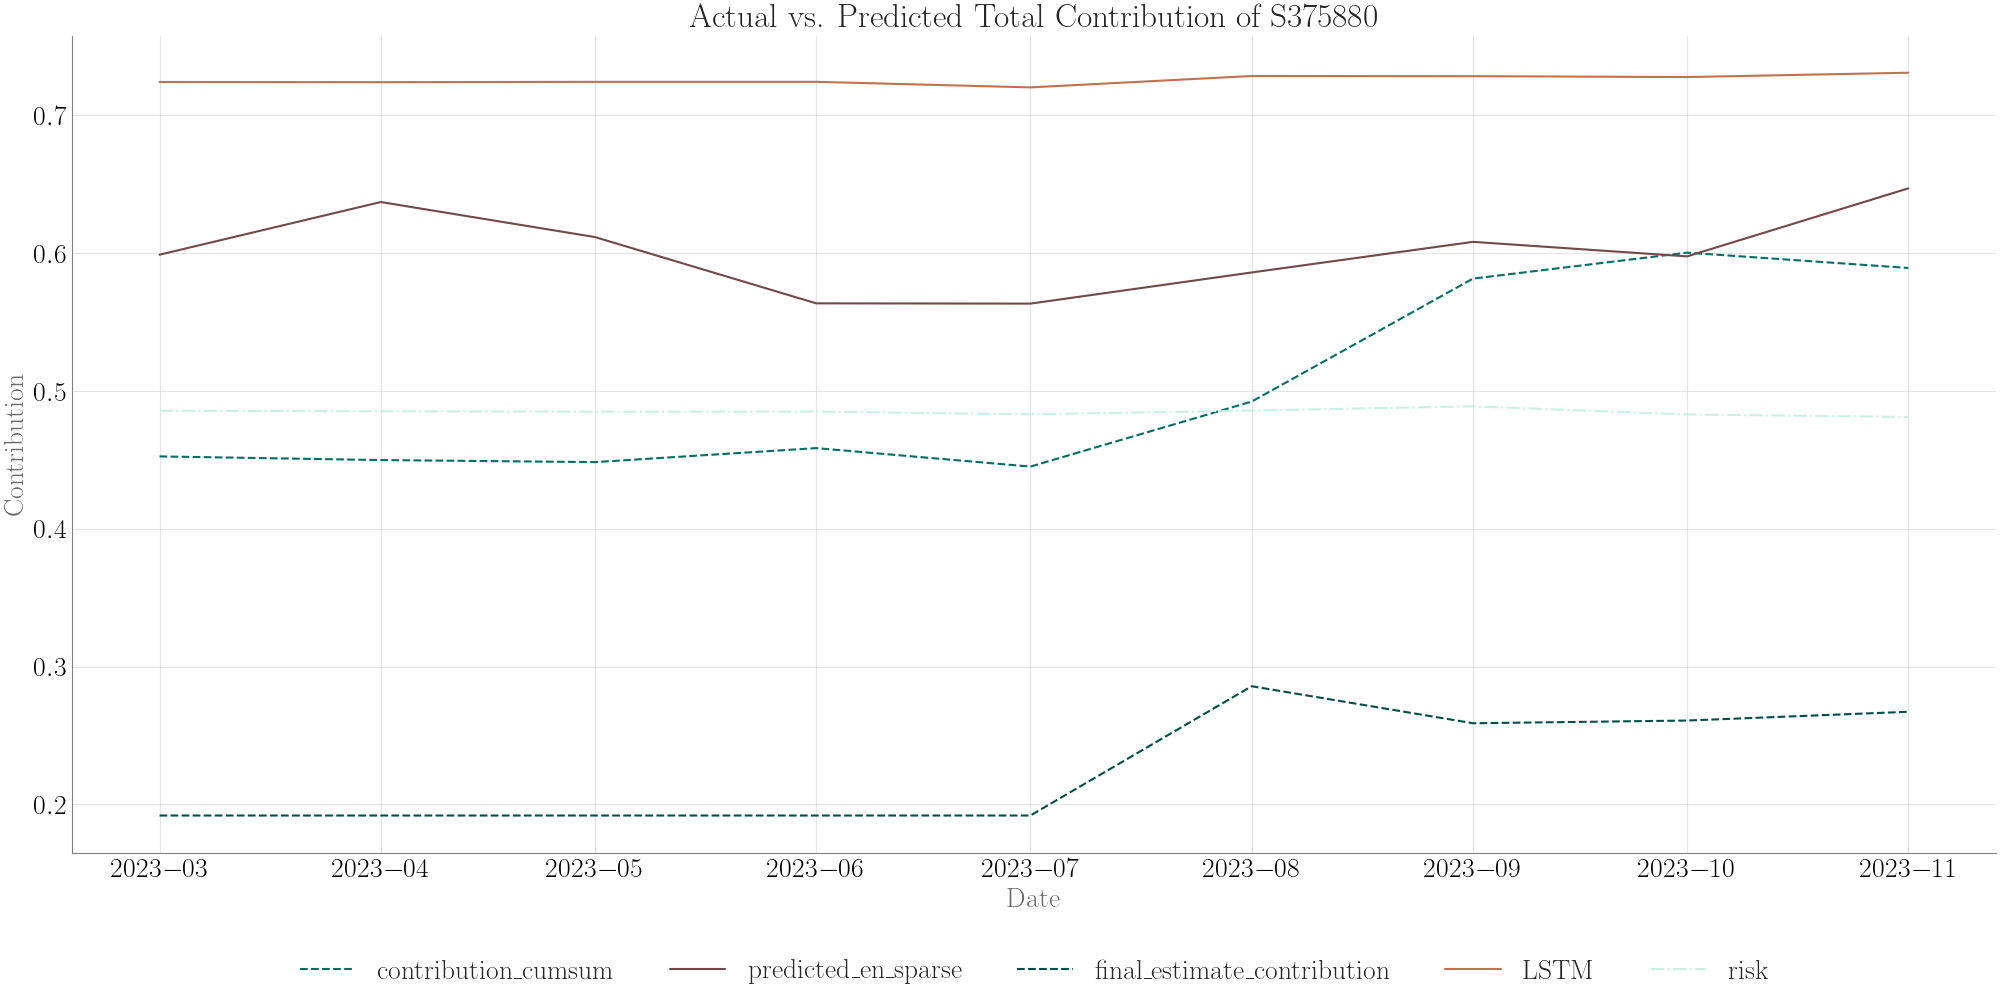 Actual vs. Predicted Total Contribution of S375880
Contribution
0.7
0.6
0.5
0.4
0.3
0.2
2023−03 2023−04 2023−05 2023−06 2023−07 2023−08 2023−09 2023−10 2023−11
Date
contribution_cumsum predicted_en_sparse final_estimate_contribution LSTM risk